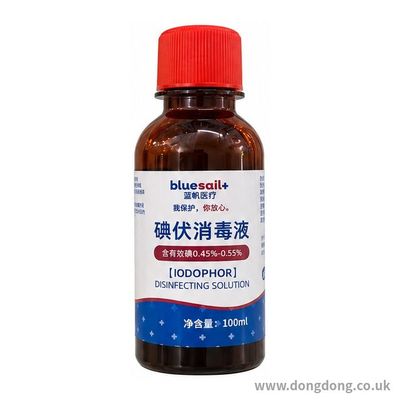 bluesail+
蓝帆医疗
我保护，你放心。
碘伏消毒液
含有效碘0.45%-0.55%
【IODOPHOR】
DISINFECTING SOLUTION
净含量：100ml
www.dongdong.co.uk